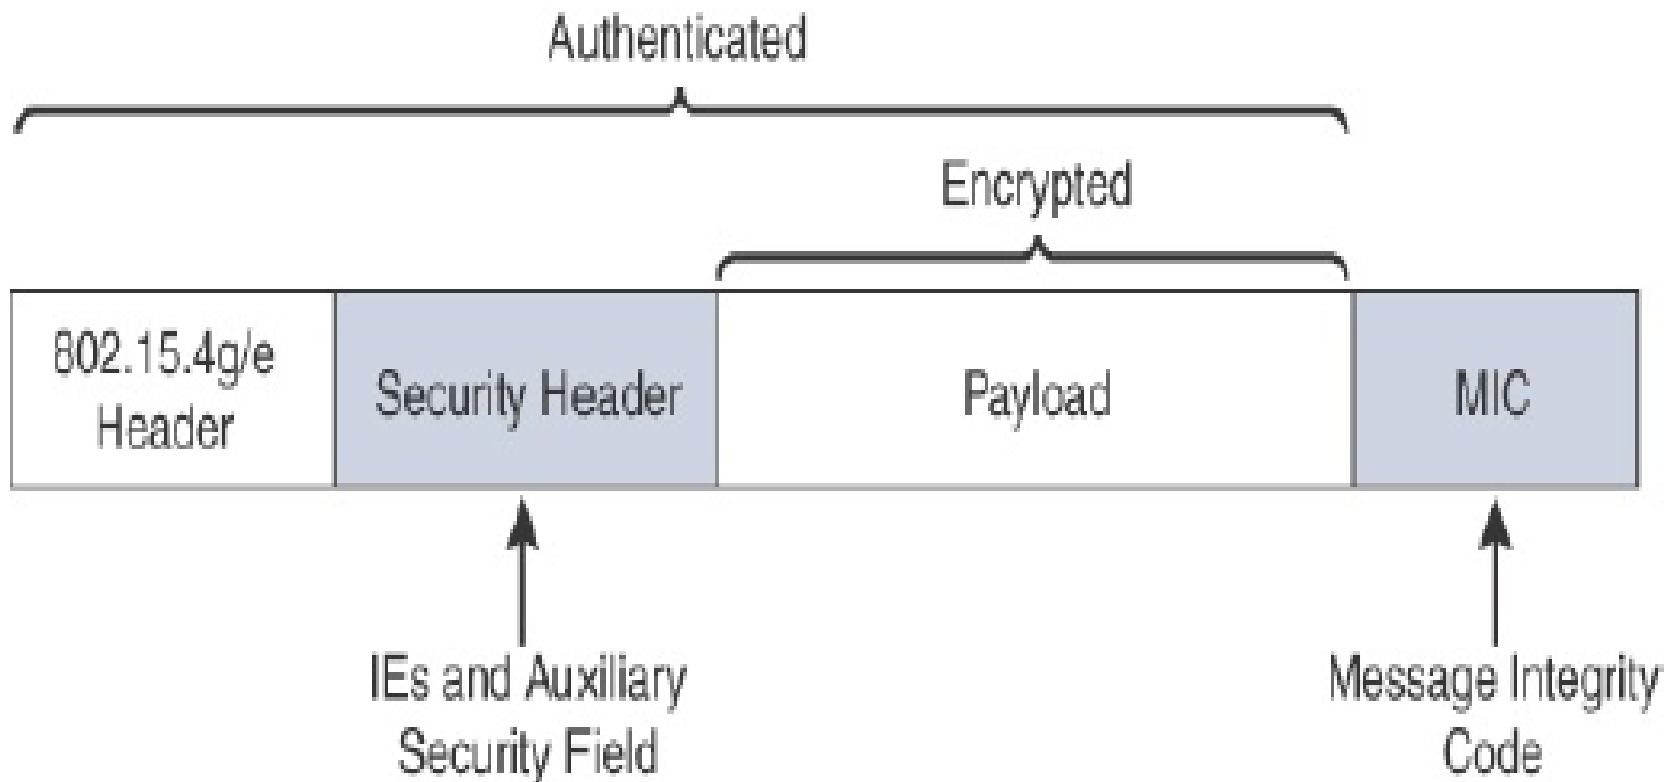 Authenticated
Encrypted
802.15.4g/e
Header
Security Header
Payload
MIC
IEs and Auxiliary
Security Field
Message Integrity
Code